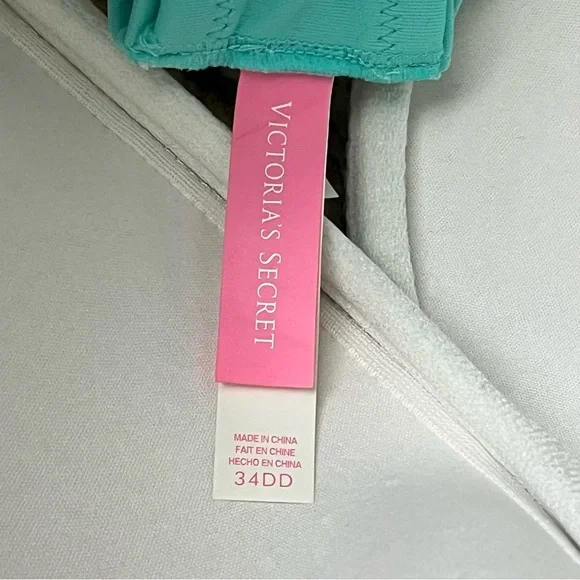 VICTORIA'S SECRET
MADE IN CHINA
FAIT EN CHINE
HECHO EN CHINA
34DD